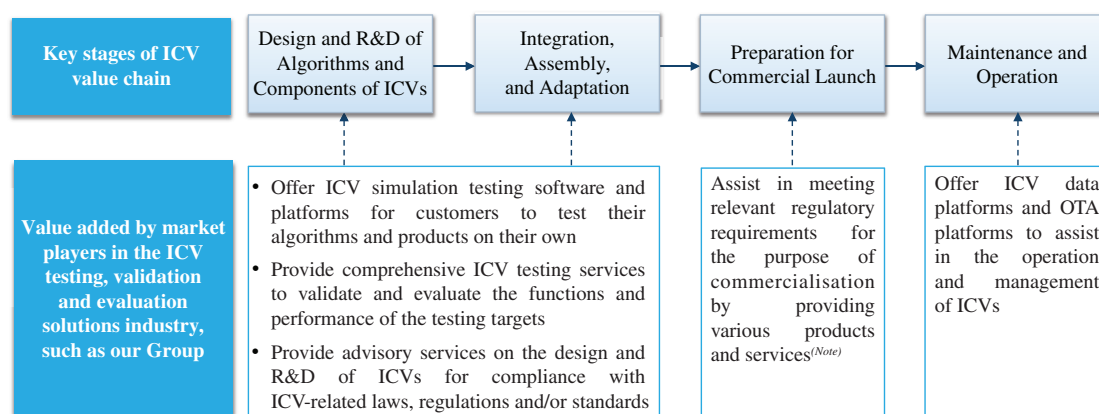 Key stages of ICV
value chain
Design and R&D of
Algorithms and
Components of ICVs
Integration,
Assembly,
and Adaptation
Preparation for
Commercial Launch
Maintenance and
Operation
Value added by market
players in the ICV
testing, validation
and evaluation
solutions industry,
such as our Group
• Offer ICV simulation testing software and
platforms for customers to test their
algorithms and products on their own
• Provide comprehensive ICV testing services
to validate and evaluate the functions and
performance of the testing targets
• Provide advisory services on the design and
R&D of ICVs for compliance with
ICV-related laws, regulations and/or standards
Assist in meeting
relevant regulatory
requirements for
the purpose of
commercialisation
by providing
various products
and services(Note)
Offer ICV data
platforms and OTA
platforms to assist
in the operation
and management
of ICVs